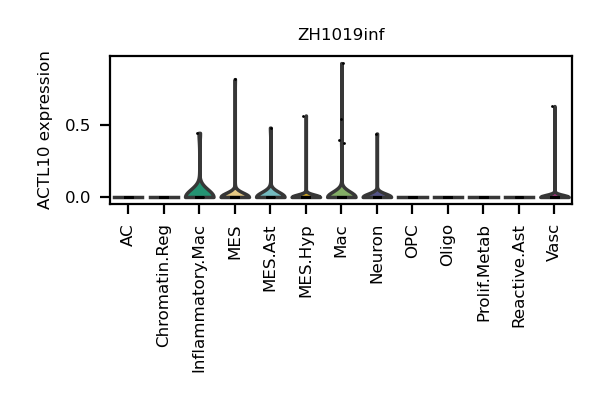 ZH1019inf
ACTL10 expression
0.5
0.0
AC
Chromatin.Reg
Inflammatory.Mac
MES
MES.Ast
MES.Hyp
Mac
Neuron
OPC
Oligo
Prolif.Metab
Reactive.Ast
Vasc